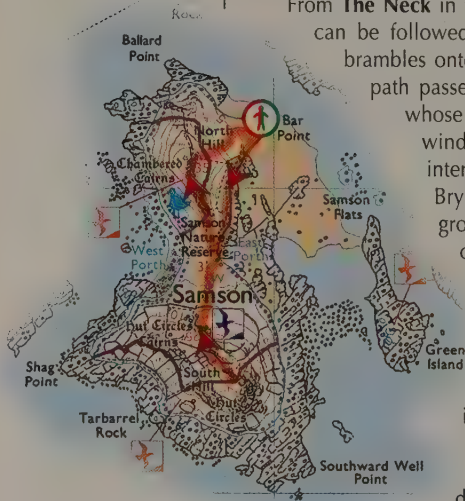 From The Neck in
can be followed
brambles onto
path passe
whose
wind
inter
Bry
gro
Ballard
Point
North
Hill
Bar
Point
Chambered
Cairns
Samson
Flats
Samson
Nature
Reserve
West
Porth
East
Porth
Samson
Hut Circles
Cairns
Green
Island
Shag
Point
South
Hill
Hut
Circle
Tarbarrel
Rock
Southward Well
Point